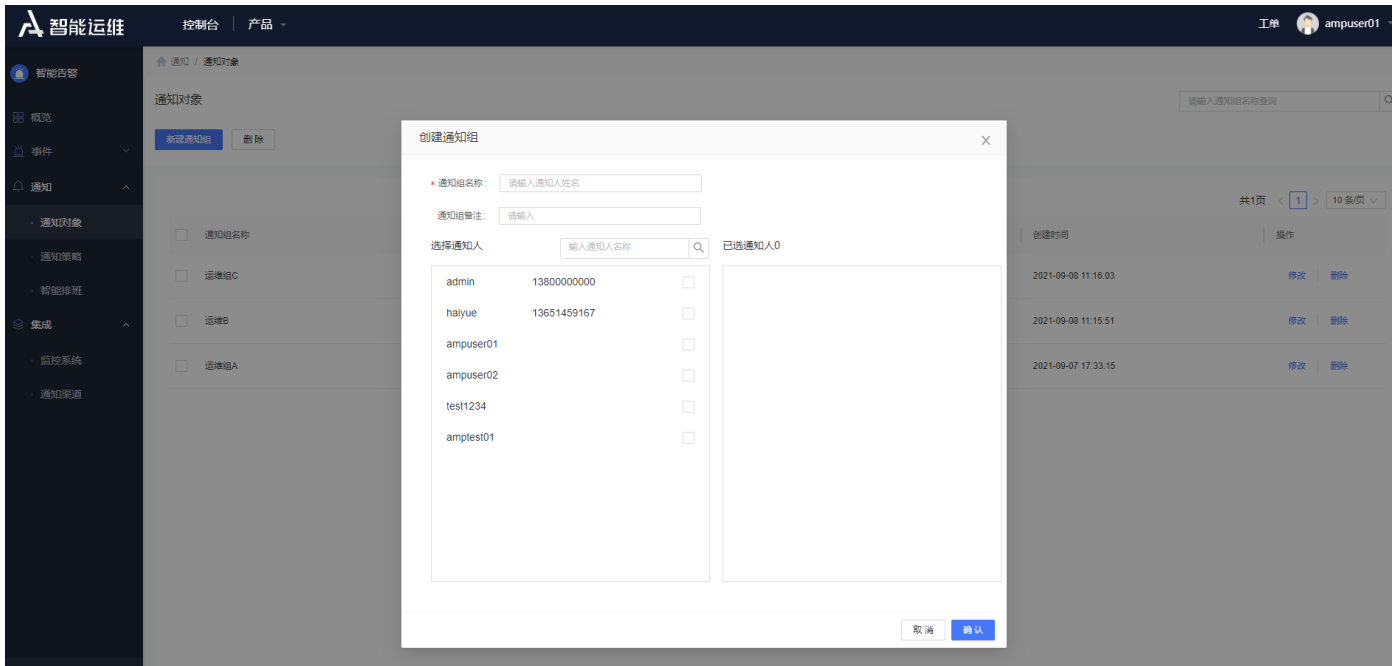 智能运维 控制台 产品 工单 ampuser01
智能告警
通知 / 通知对象
通知对象
请输入通知组名称查询
概览
新建通知组 删 除
事件
通知
通知对象
通知策略
智能排班
集成
监控系统
通知渠道
共1页 < 1 > 10 条/页
通知组名称 创建时间 操作
运维组C 2021-09-08 11:16:03 修改 删除
运维B 2021-09-08 11:15:51 修改 删除
运维组A 2021-09-07 17:33:15 修改 删除
创建通知组 X
* 通知组名称: 请输入通知人姓名
通知组备注: 请输入
选择通知人 输入通知人名称 已选通知人0
admin 13800000000
haiyue 13651459167
ampuser01
ampuser02
test1234
amptest01
取 消 确 认